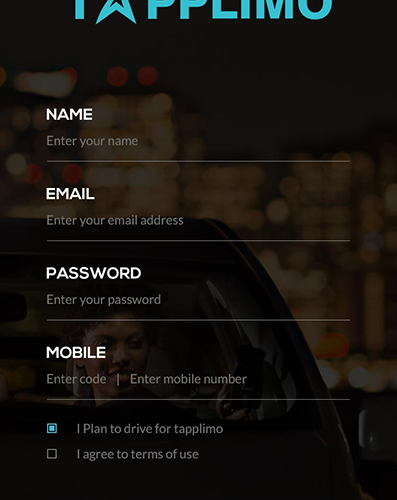 TAPPLIMO
NAME
Enter your name
EMAIL
Enter your email address
PASSWORD
Enter your password
MOBILE
Enter code | Enter mobile number
I Plan to drive for tapplimo
I agree to terms of use